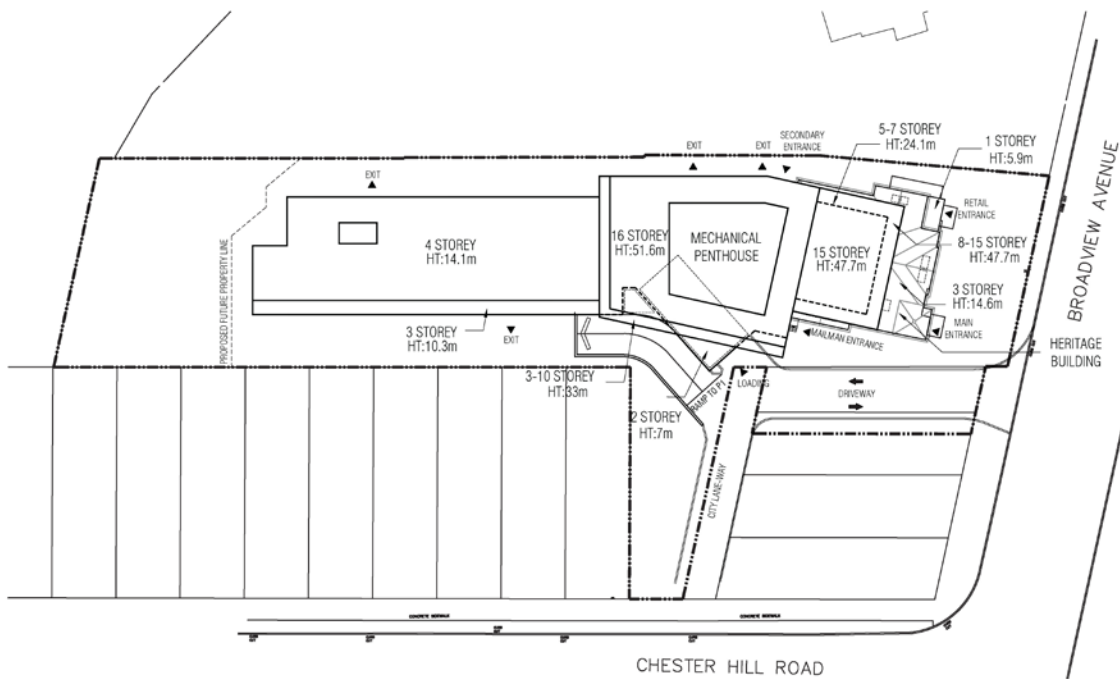 5-7 STOREY
HT:24.1m
1 STOREY
HT:5.9m
SECONDARY
ENTRANCE
EXIT
EXIT
EXIT
RETAIL
ENTRANCE
BROADVIEW AVENUE
4 STOREY
HT:14.1m
16 STOREY
HT:51.6m
MECHANICAL
PENTHOUSE
15 STOREY
HT:47.7m
8-15 STOREY
HT:47.7m
3 STOREY
HT:14.6m
PROPOSED FUTURE PROPERTY LINE
3 STOREY
HT:10.3m
EXIT
MAILMAN ENTRANCE
MAIN
ENTRANCE
HERITAGE
BUILDING
3-10 STOREY
HT:33m
RAMP TO P1
LOADING
DRIVEWAY
2 STOREY
HT:7m
CITY LANE-WAY
CONCRETE SIDEWALK
CONCRETE SIDEWALK
CHESTER HILL ROAD